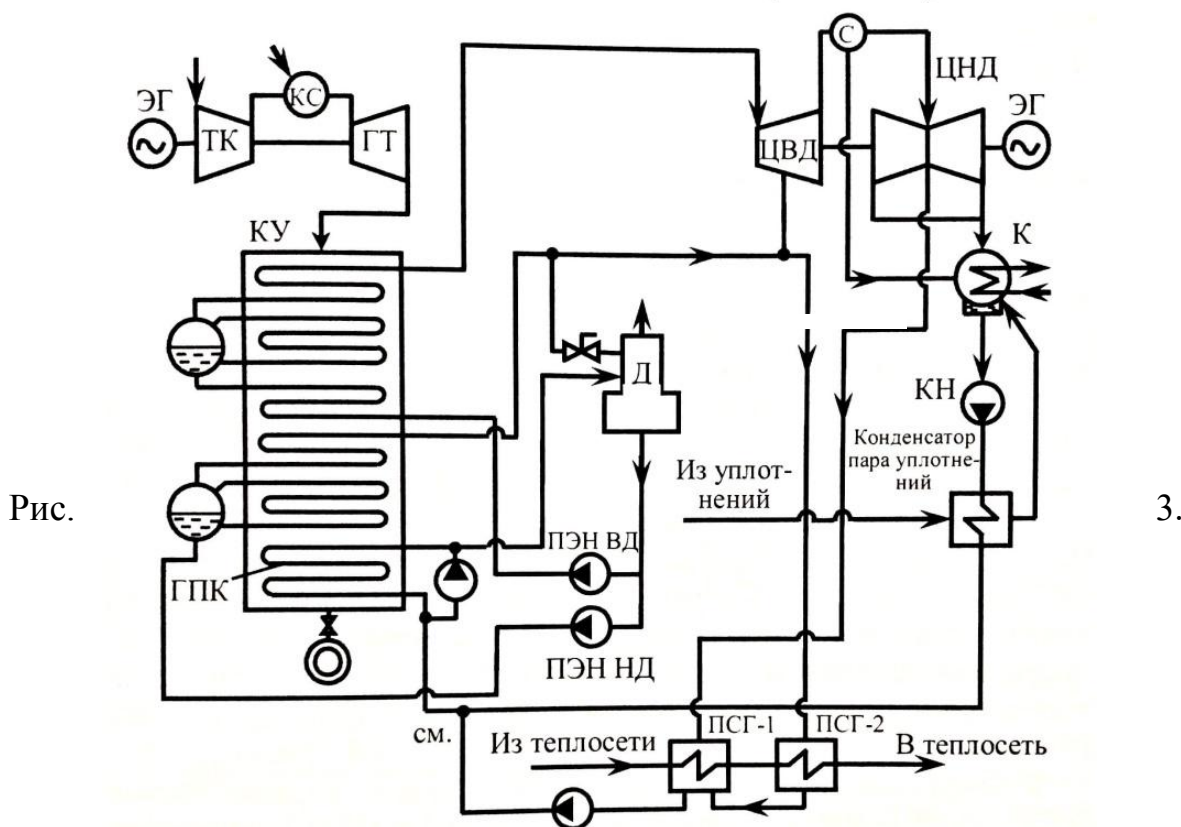 С
ЦНД
ЭГ
КС
ЭГ
ТК
ГТ
ЦВД
КУ
К
Д
КН
Конденсатор
пара уплотне-
ний
Из уплот-
нений
Рис.
3.
ПЭН ВД
ГПК
ПЭН НД
см.
ПСГ-1
ПСГ-2
Из теплосети
В теплосеть